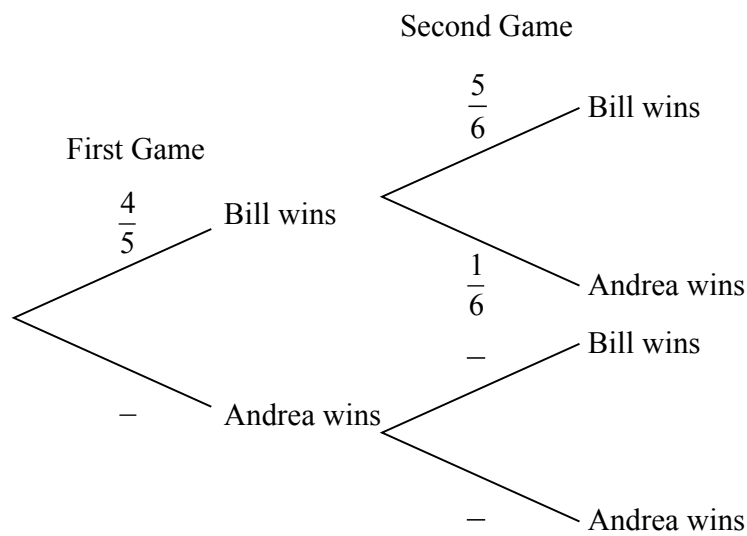 Second Game
5
6
Bill wins
First Game
4
5
Bill wins
1
6
Andrea wins
–
Bill wins
–
Andrea wins
–
Andrea wins